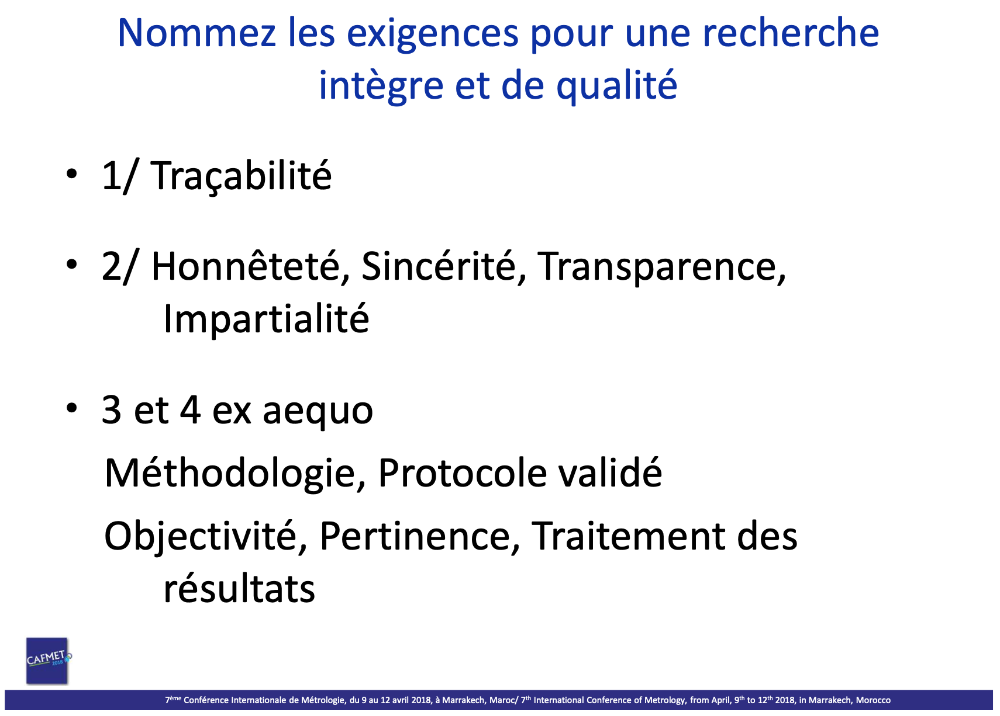 Nommez les exigences pour une recherche
intègre et de qualité
• 1/ Traçabilité
• 2/ Honnêteté, Sincérité, Transparence,
Impartialité
• 3 et 4 ex aequo
Méthodologie, Protocole validé
Objectivité, Pertinence, Traitement des
résultats
CAFMET
2018
7ème Conférence Internationale de Métrologie, du 9 au 12 avril 2018, à Marrakech, Maroc/ 7th International Conference of Metrology, from April, 9th to 12th 2018, in Marrakech, Morocco